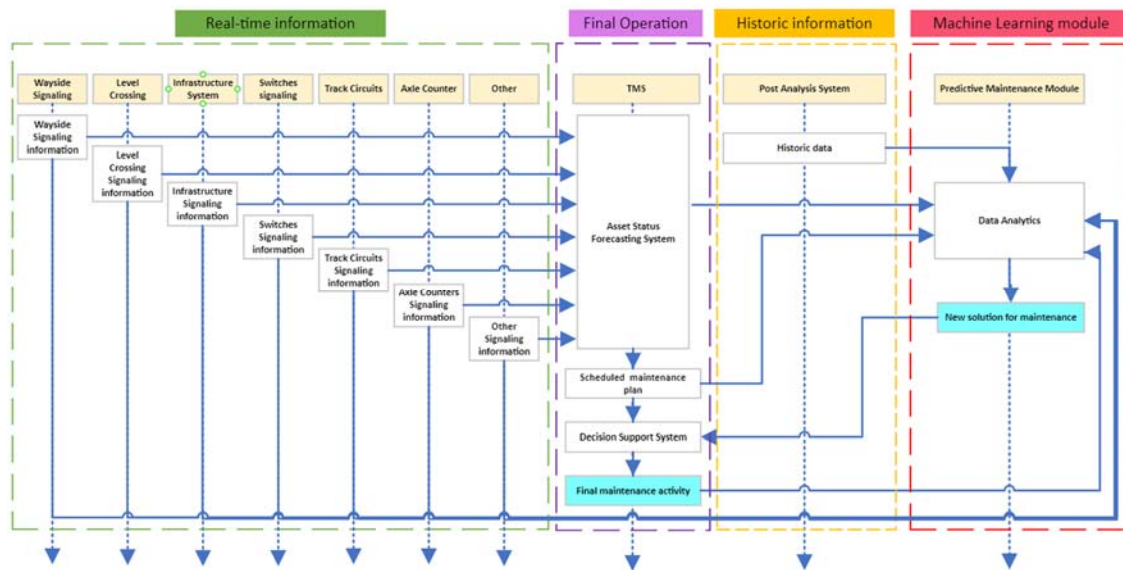 Real-time information
Final Operation
Historic information
Machine Learning module
Wayside
Signaling
Level
Crossing
Infrastructure
System
Switches
signaling
Track Circuits
Axle Counter
Other
TMS
Post Analysis System
Predictive Maintenance Module
Wayside
Signaling
information
Level
Crossing
Signaling
information
Infrastructure
Signaling
information
Switches
Signaling
information
Track Circuits
Signaling
information
Axle Counters
Signaling
information
Other
Signaling
information
Asset Status
Forecasting System
Historic data
Data Analytics
New solution for maintenance
Scheduled maintenance
plan
Decision Support System
Final maintenance activity